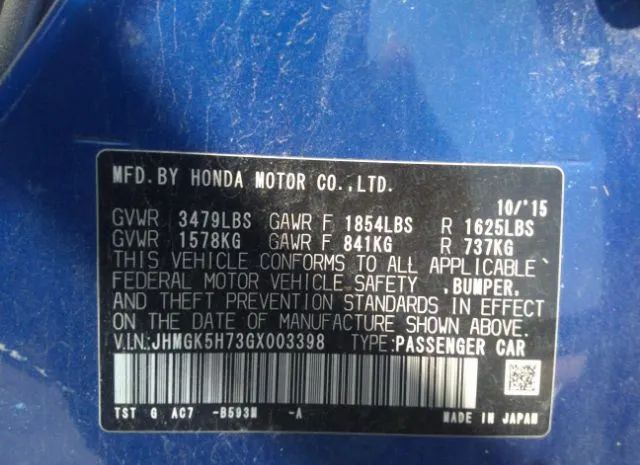 MFD.BY HONDA MOTOR CO.,LTD.
10/'15
GVWR 3479LBS GAWR F 1854LBS R 1625LBS
GVWR 1578KG GAWR F 841KG R 737KG
THIS VEHICLE CONFORMS TO ALL APPLICABLE
FEDERAL MOTOR VEHICLE SAFETY ,BUMPER,
AND THEFT PREVENTION STANDARDS IN EFFECT
ON THE DATE OF MANUFACTURE SHOWN ABOVE.
V.I.N:JHMGK5H73GX003398 TYPE:PASSENGER CAR
TST G AC7 -B593M -A MADE IN JAPAN